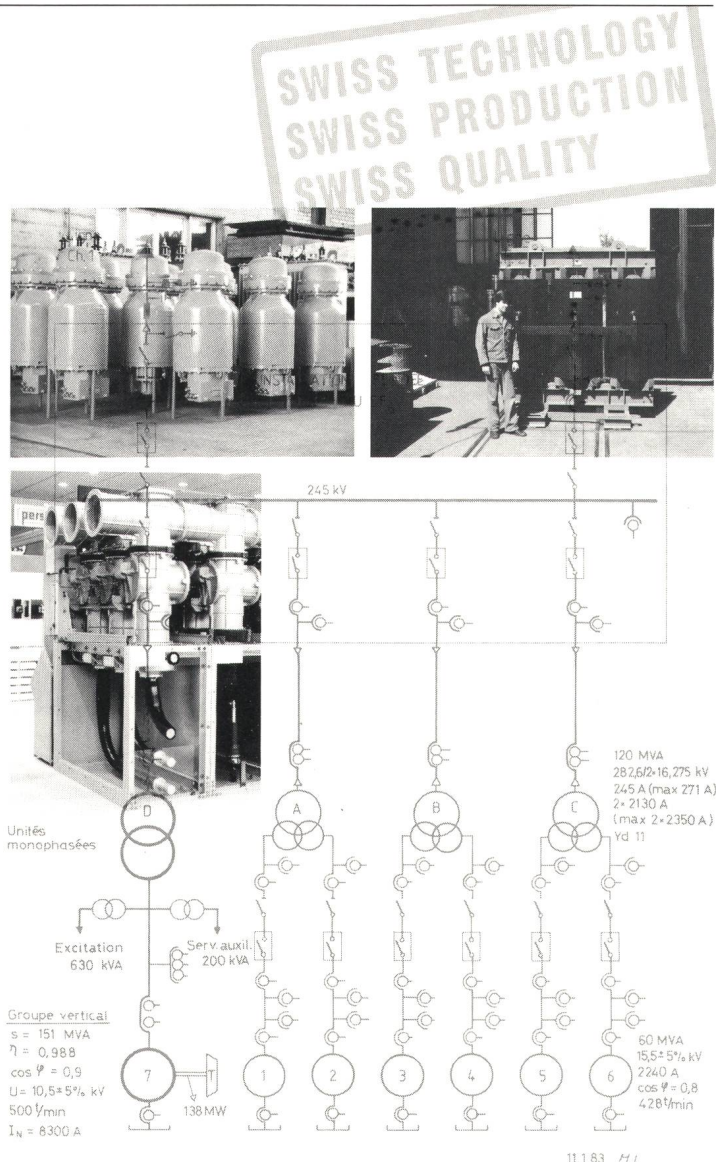 SWISS TECHNOLOGY
SWISS PRODUCTION
SWISS QUALITY
Ch. 1
pers
245 kV
120 MVA
282,6/2×16,275 kV
245 A (max 271 A)
2×2130 A
(max 2×2350 A)
Yd 11
D
A
B
C
Unités
monophasées
Excitation
630 kVA
Serv. auxil.
200 kVA
Groupe vertical
s = 151 MVA
η = 0,988
cos φ = 0,9
U = 10,5±5% kV
500 t/min
I_N = 8300 A
7
T
138 MW
1
2
3
4
5
6
60 MVA
15,5±5% kV
2240 A
cos φ = 0,8
428 t/min
11.1.83